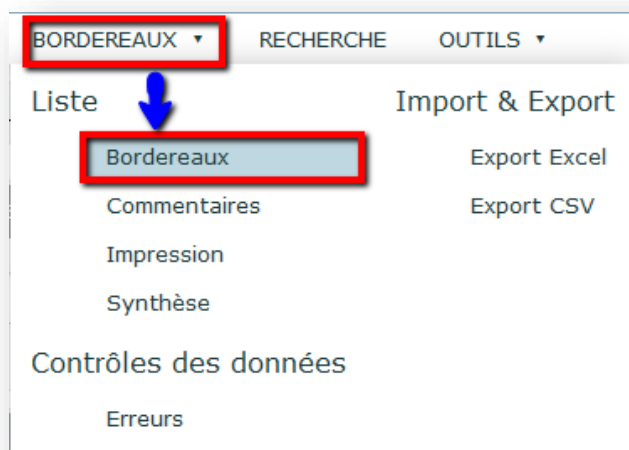 BORDEREAUX ▾ RECHERCHE OUTILS ▾
Liste Import & Export
Bordereaux Export Excel
Commentaires Export CSV
Impression
Synthèse
Contrôles des données
Erreurs